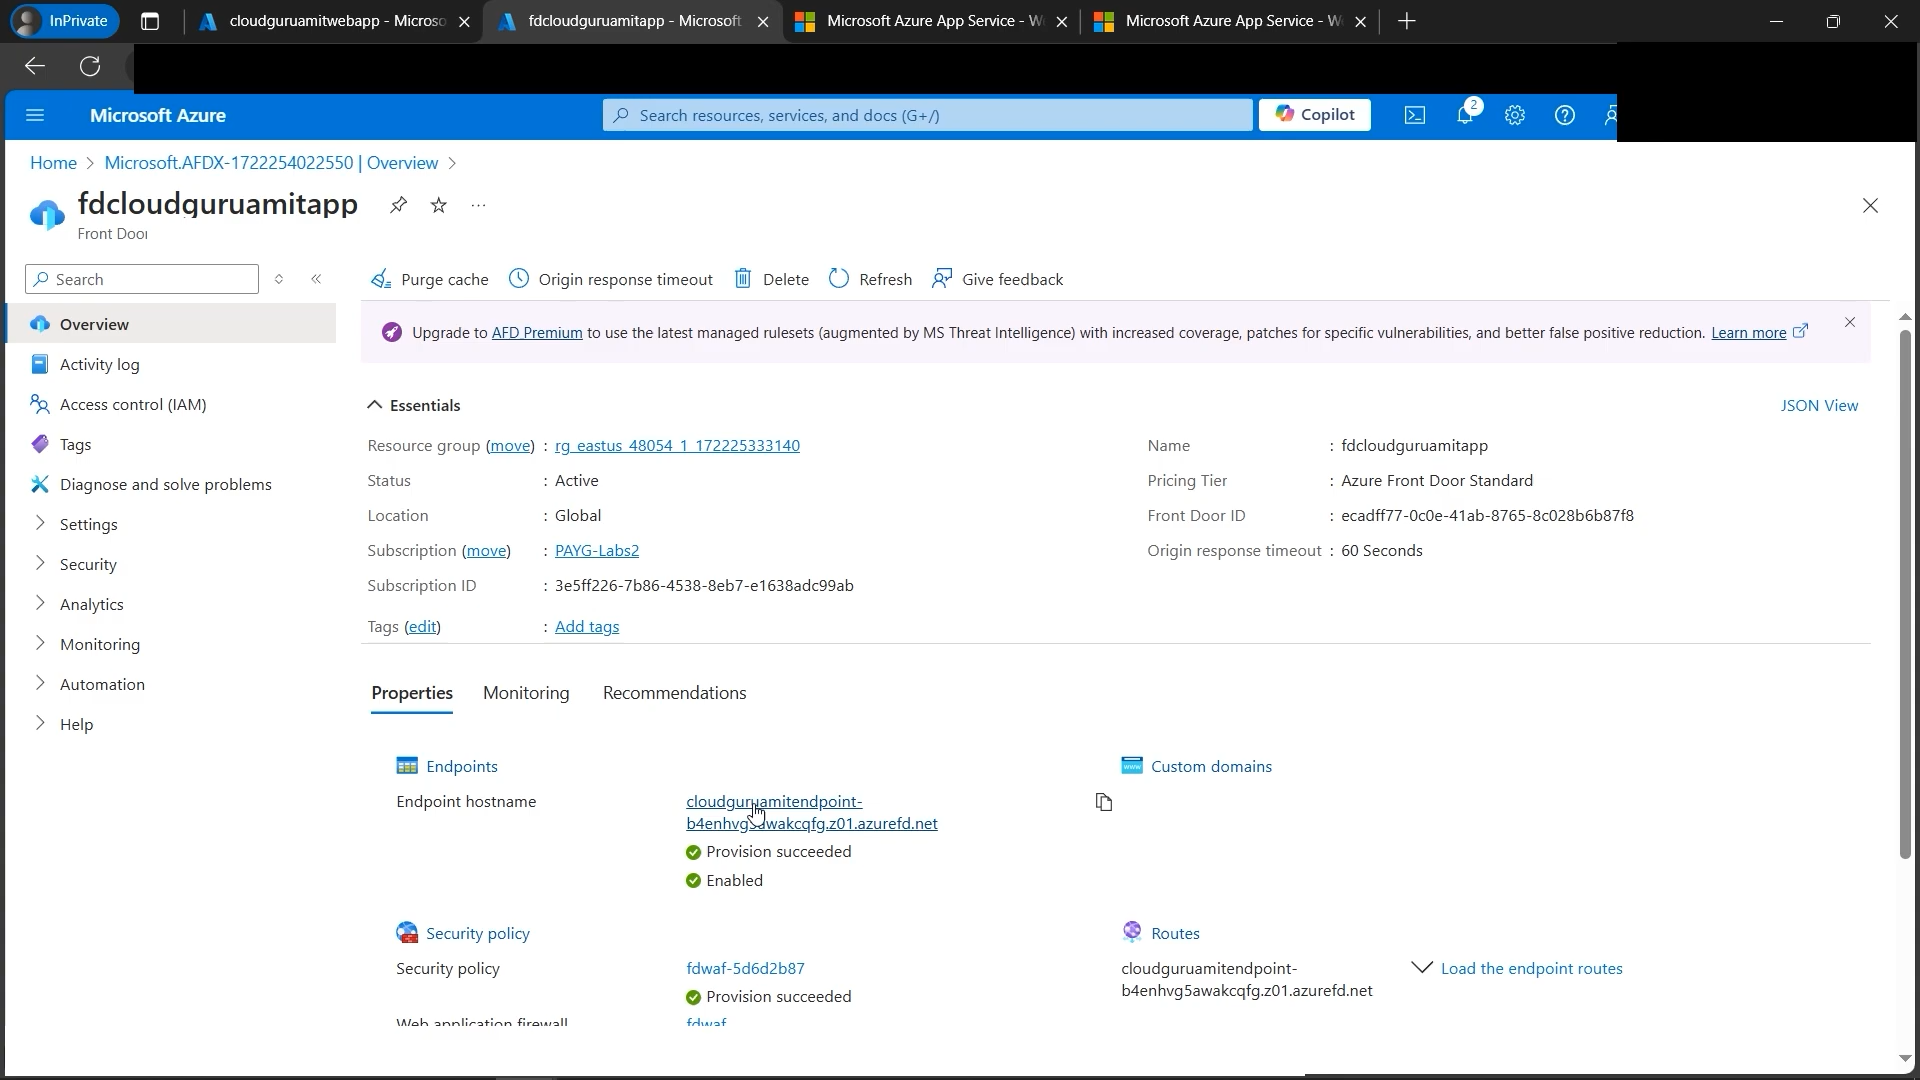 InPrivate
cloudguruamitwebapp - Microso
fdcloudguruamitapp - Microsoft
Microsoft Azure App Service - W
Microsoft Azure App Service - W
Microsoft Azure
Search resources, services, and docs (G+/)
Copilot
2
Home > Microsoft.AFDX-1722254022550 | Overview >
fdcloudguruamitapp
Front Door
Search
Purge cache
Origin response timeout
Delete
Refresh
Give feedback
Overview
Activity log
Access control (IAM)
Tags
Diagnose and solve problems
Settings
Security
Analytics
Monitoring
Automation
Help
Upgrade to AFD Premium to use the latest managed rulesets (augmented by MS Threat Intelligence) with increased coverage, patches for specific vulnerabilities, and better false positive reduction. Learn more
Essentials
JSON View
Resource group (move) : rg_eastus_48054_1_172225333140
Status : Active
Location : Global
Subscription (move) : PAYG-Labs2
Subscription ID : 3e5ff226-7b86-4538-8eb7-e1638adc99ab
Tags (edit) : Add tags
Name : fdcloudguruamitapp
Pricing Tier : Azure Front Door Standard
Front Door ID : ecadff77-0c0e-41ab-8765-8c028b6b87f8
Origin response timeout : 60 Seconds
Properties
Monitoring
Recommendations
Endpoints
Endpoint hostname
cloudguruamitendpoint-
b4enhvg5awakcqfg.z01.azurefd.net
Provision succeeded
Enabled
www
Custom domains
Security policy
Security policy
fdwaf-5d6d2b87
Provision succeeded
Web application firewall
fdwaf
Routes
cloudguruamitendpoint-
b4enhvg5awakcqfg.z01.azurefd.net
Load the endpoint routes